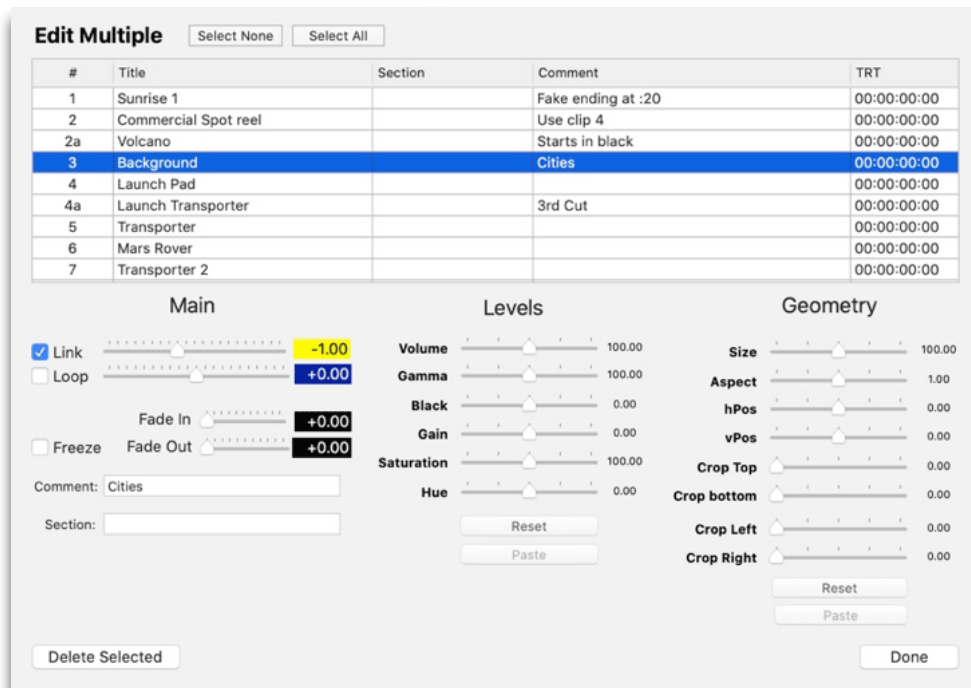 Edit Multiple Select None Select All
# Title Section Comment TRT
1 Sunrise 1 Fake ending at :20 00:00:00:00
2 Commercial Spot reel Use clip 4 00:00:00:00
2a Volcano Starts in black 00:00:00:00
3 Background Cities 00:00:00:00
4 Launch Pad 00:00:00:00
4a Launch Transporter 3rd Cut 00:00:00:00
5 Transporter 00:00:00:00
6 Mars Rover 00:00:00:00
7 Transporter 2 00:00:00:00
Main
Link -1.00
Loop +0.00
Fade In +0.00
Freeze Fade Out +0.00
Comment: Cities
Section:
Levels
Volume 100.00
Gamma 100.00
Black 0.00
Gain 0.00
Saturation 100.00
Hue 0.00
Reset
Paste
Geometry
Size 100.00
Aspect 1.00
hPos 0.00
vPos 0.00
Crop Top 0.00
Crop bottom 0.00
Crop Left 0.00
Crop Right 0.00
Reset
Paste
Delete Selected Done